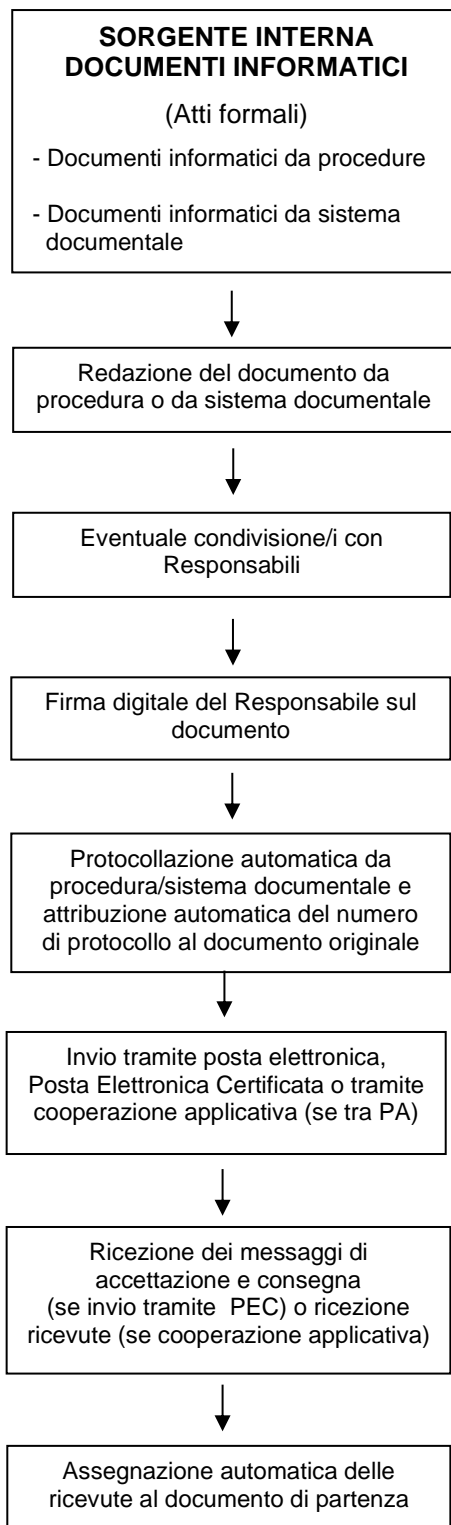 SORGENTE INTERNA
DOCUMENTI INFORMATICI
(Atti formali)
- Documenti informatici da procedure
- Documenti informatici da sistema
documentale
Redazione del documento da
procedura o da sistema documentale
Eventuale condivisione/i con
Responsabili
Firma digitale del Responsabile sul
documento
Protocollazione automatica da
procedura/sistema documentale e
attribuzione automatica del numero
di protocollo al documento originale
Invio tramite posta elettronica,
Posta Elettronica Certificata o tramite
cooperazione applicativa (se tra PA)
Ricezione dei messaggi di
accettazione e consegna
(se invio tramite PEC) o ricezione
ricevute (se cooperazione applicativa)
Assegnazione automatica delle
ricevute al documento di partenza